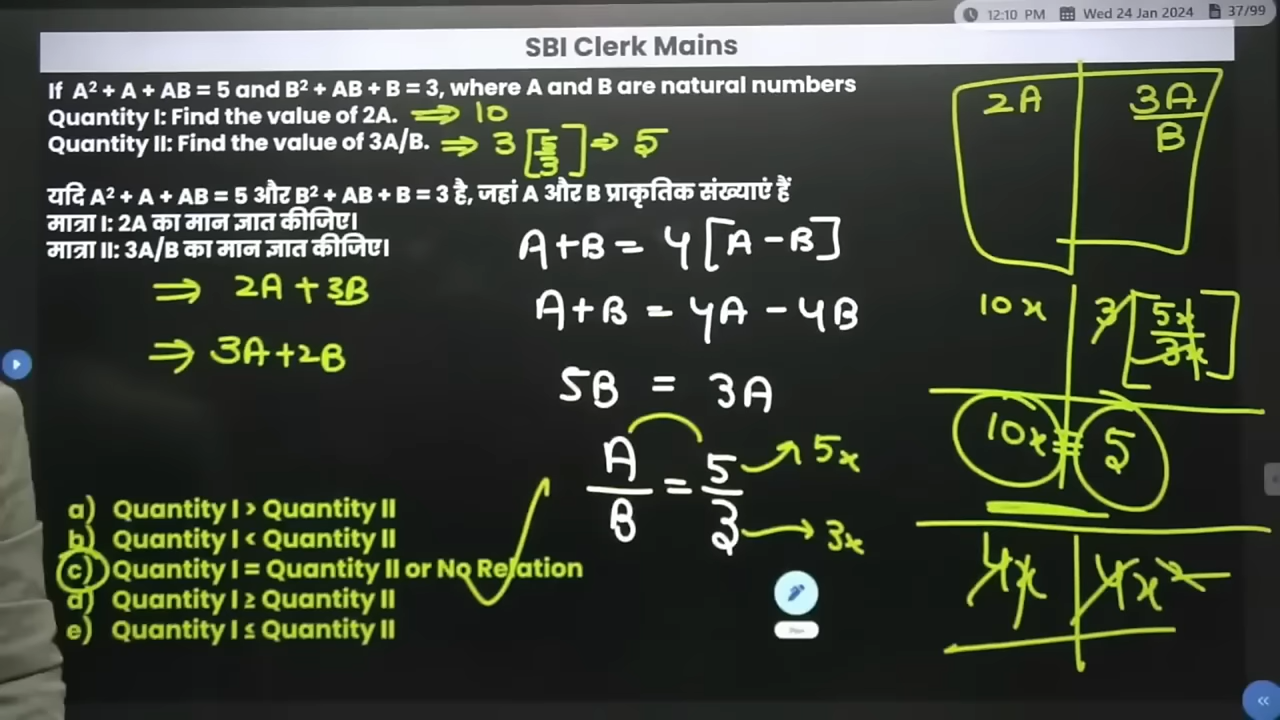 12:10 PM Wed 24 Jan 2024 37/99
SBI Clerk Mains
If A² + A + AB = 5 and B² + AB + B = 3, where A and B are natural numbers
Quantity I: Find the value of 2A. ⇒ 10
Quantity II: Find the value of 3A/B. ⇒ 3 [5/3] ⇒ 5
यदि A² + A + AB = 5 और B² + AB + B = 3 है, जहां A और B प्राकृतिक संख्याएं हैं
मात्रा I: 2A का मान ज्ञात कीजिए।
मात्रा II: 3A/B का मान ज्ञात कीजिए।
⇒ 2A + 3B
⇒ 3A + 2B
a) Quantity I > Quantity II
b) Quantity I < Quantity II
c) Quantity I = Quantity II or No Relation
d) Quantity I ≥ Quantity II
e) Quantity I ≤ Quantity II
A+B = 4[A-B]
A+B = 4A - 4B
5B = 3A
A/B = 5/3
5x
3x
2A 3A/B
10x 3[5x/3x]
10x = 5
4x 4x²